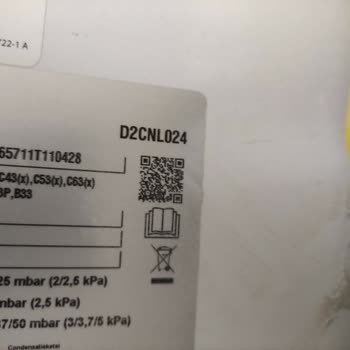 722-1 A
D2CNL024
65711T110428
C43(x), C53(x), C63(x)
3P,B33
25 mbar (2/2,5 kPa)
mbar (2,5 kPa)
37/50 mbar (3/3,7/5 kPa)
Condensatieketel